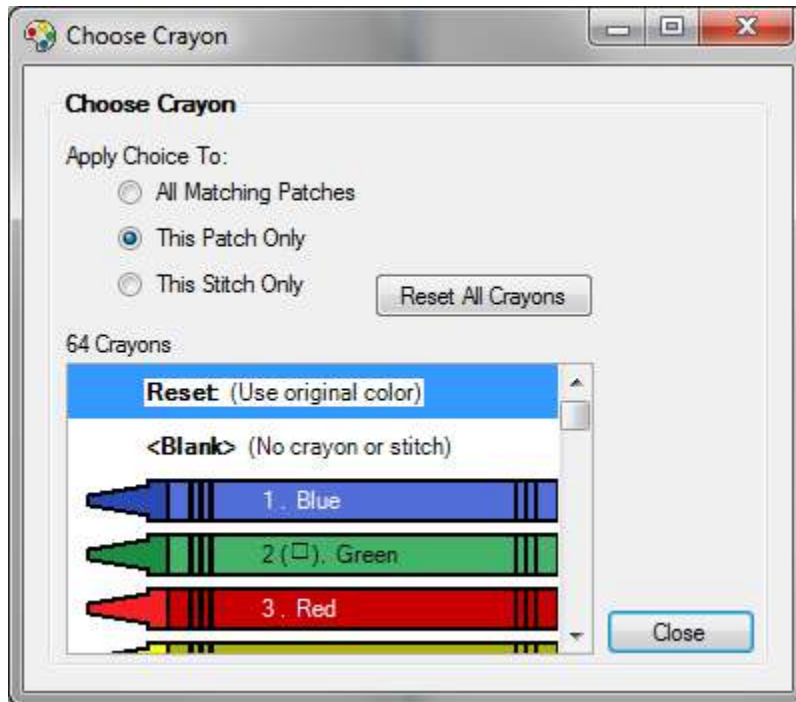 Choose Crayon
Choose Crayon
Apply Choice To:
All Matching Patches
This Patch Only
This Stitch Only
Reset All Crayons
64 Crayons
Reset: (Use original color)
<Blank> (No crayon or stitch)
1. Blue
2 (□). Green
3. Red
Close